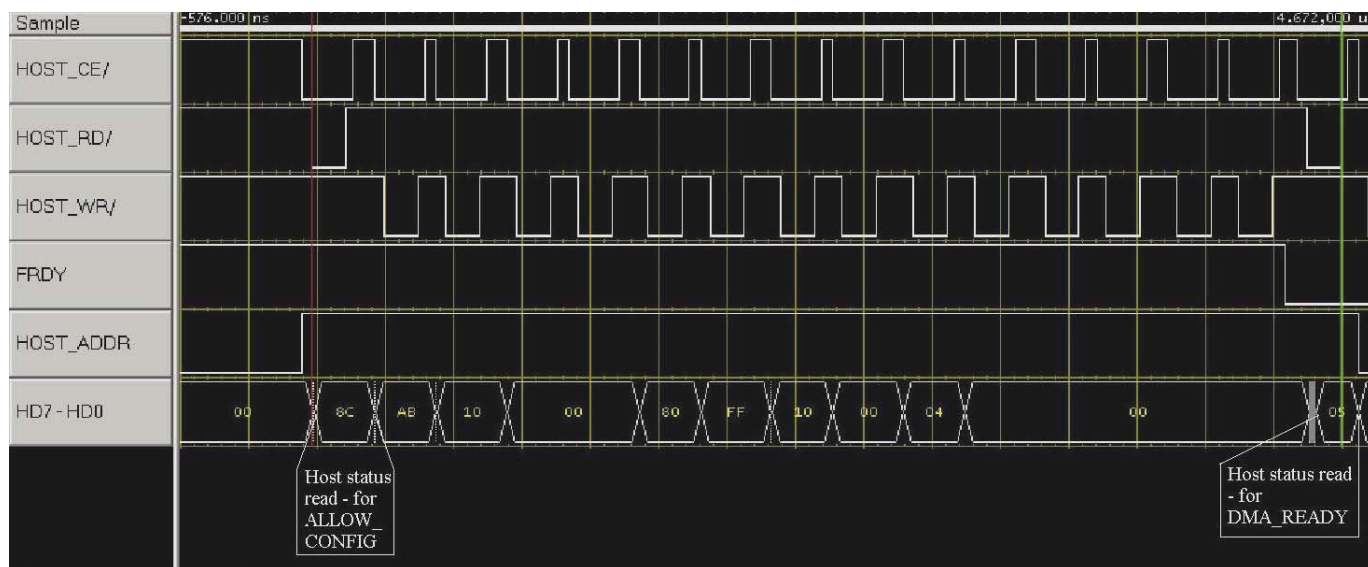 Sample
-576.000 ns
4.672,000 u
HOST_CE/
HOST_RD/
HOST_WR/
FRDY
HOST_ADDR
HD7-HD0
00 8C AB 10 00 80 FF 10 00 04 00 05
Host status
read - for
ALLOW_
CONFIG
Host status read
- for
DMA_READY